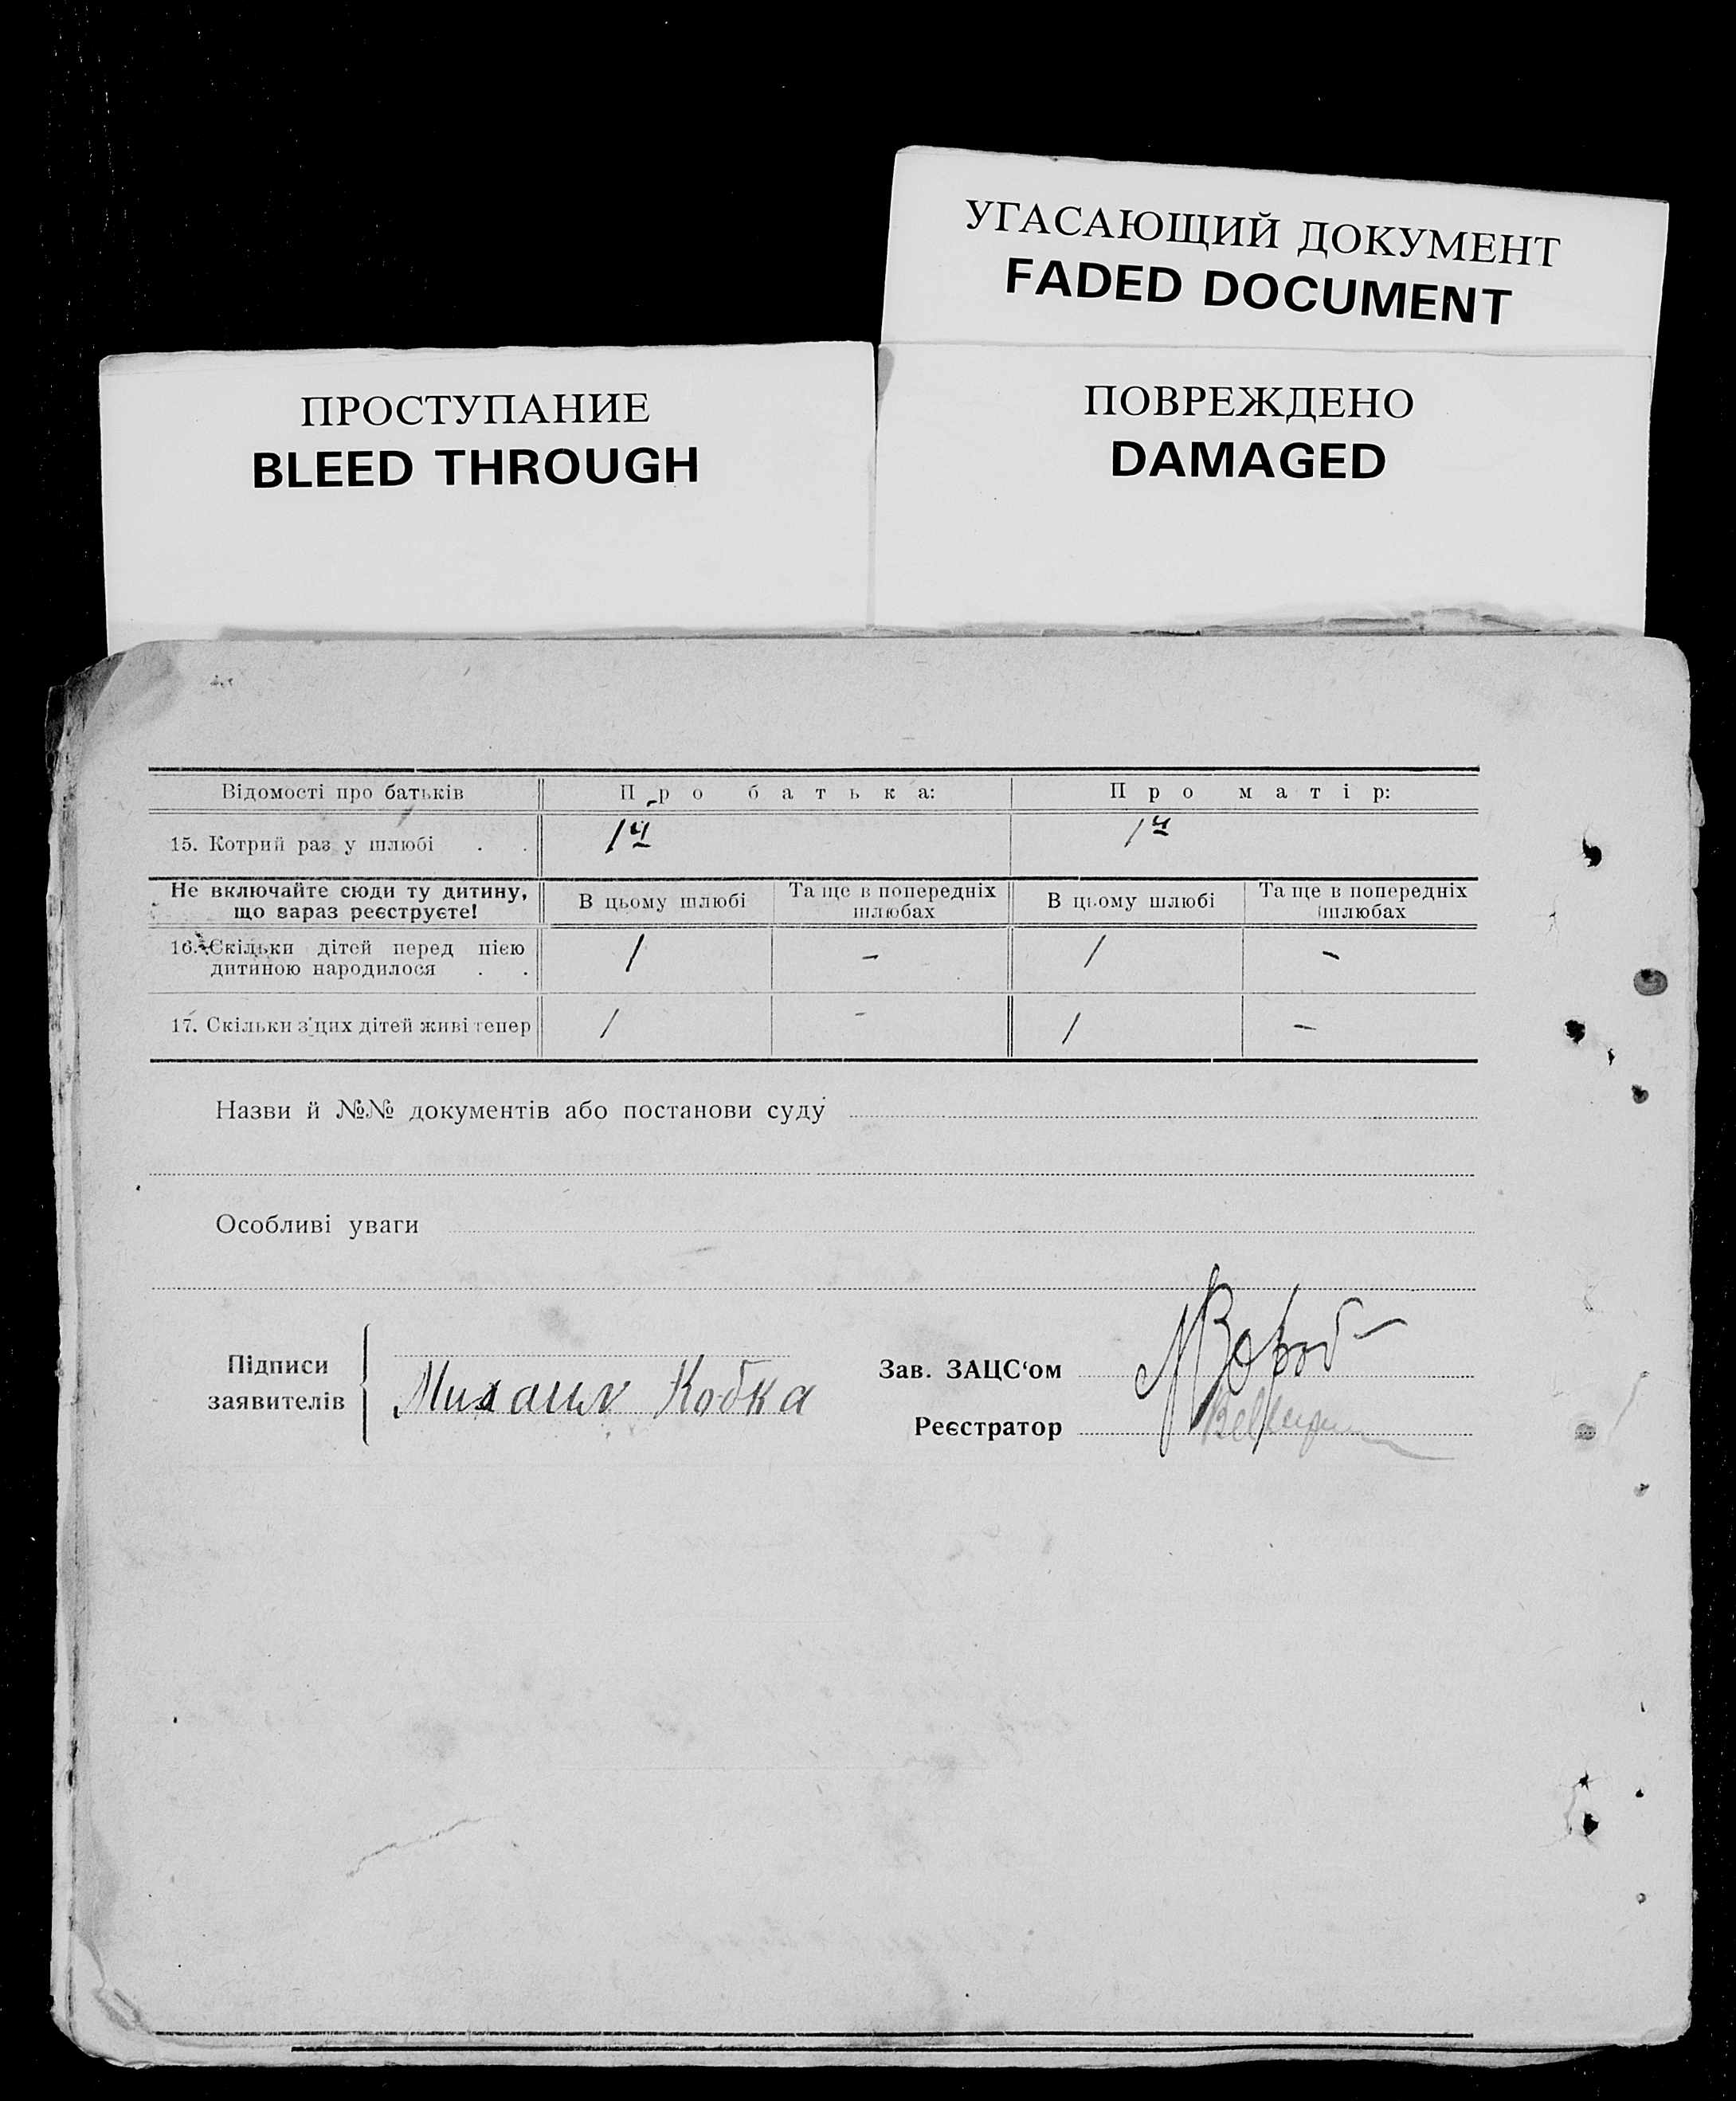 УГАСАЮЩИЙ ДОКУМЕНТ
FADED DOCUMENT
ПРОСТУПАНИЕ
BLEED THROUGH
ПОВРЕЖДЕНО
DAMAGED
Відомості про батьків Про батька: Про матір:
15. Котрий раз у шлюбі . . 1й 1й
Не включайте сюди ту дитину, що зараз реєструєте! В цьому шлюбі Та ще в попередніх шлюбах В цьому шлюбі Та ще в попередніх шлюбах
16. Скільки дітей перед цією дитиною народилося . . 1 - 1 -
17. Скільки з'цих дітей живі тепер 1 - 1 -
Назви й №№ документів або постанови суду
Особливі уваги
Підписи заявителів
Михаил Кобка
Зав. ЗАЦС‘ом
Реєстратор